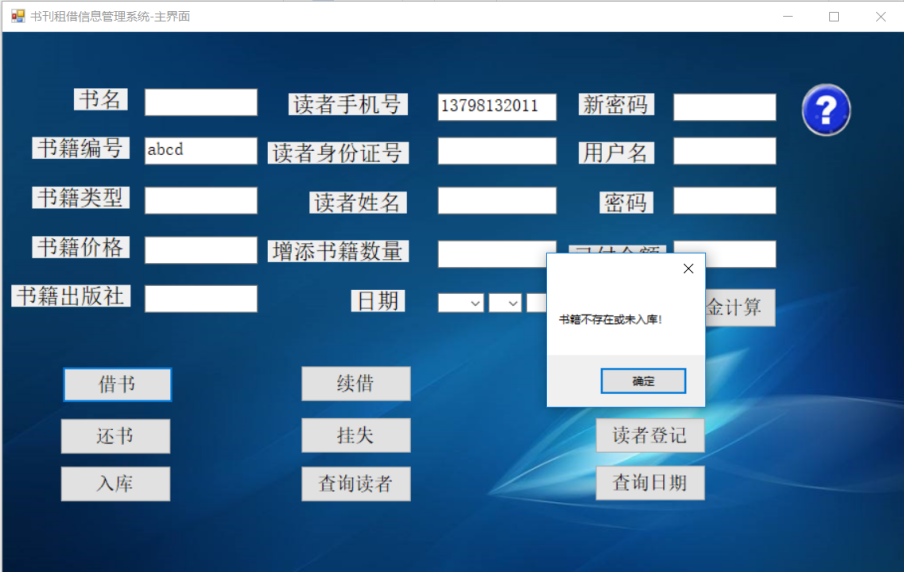 书刊租借信息管理系统-主界面
书名
读者手机号
13798132011
新密码
?
书籍编号
abcd
读者身份证号
用户名
书籍类型
读者姓名
密码
书籍价格
增添书籍数量
书籍出版社
日期
金计算
书籍不存在或未入库!
确定
借书
续借
还书
挂失
读者登记
入库
查询读者
查询日期